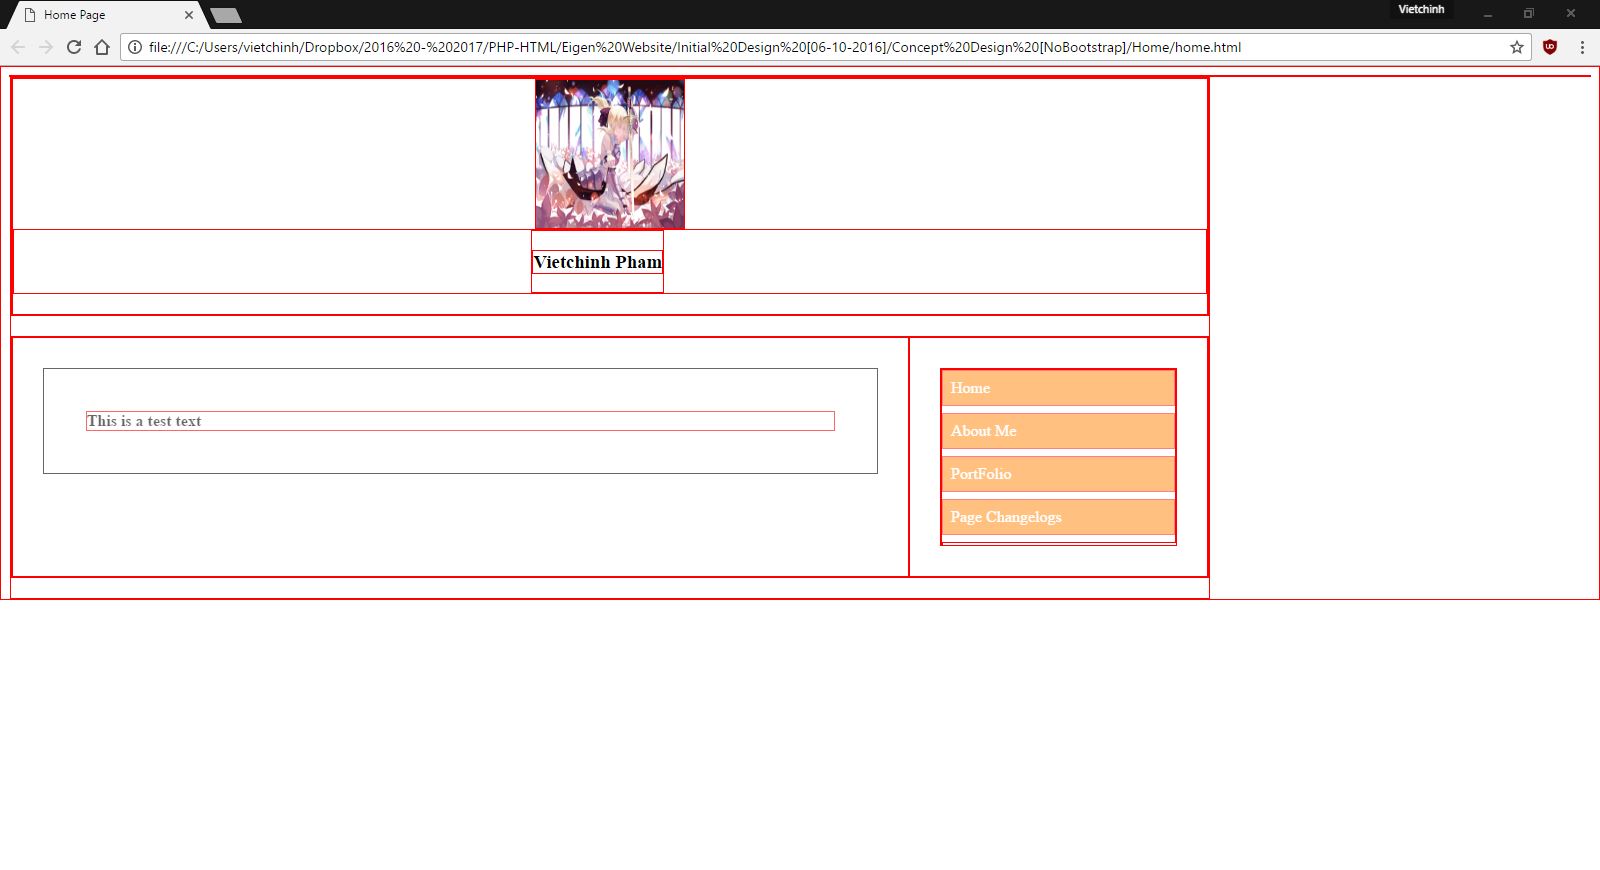 Home Page
Vietchinh
file:///C:/Users/vietchinh/Dropbox/2016%20-%202017/PHP-HTML/Eigen%20Website/Initial%20Design%20[06-10-2016]/Concept%20Design%20[NoBootstrap]/Home/home.html
Vietchinh Pham
This is a test text
Home
About Me
PortFolio
Page Changelogs